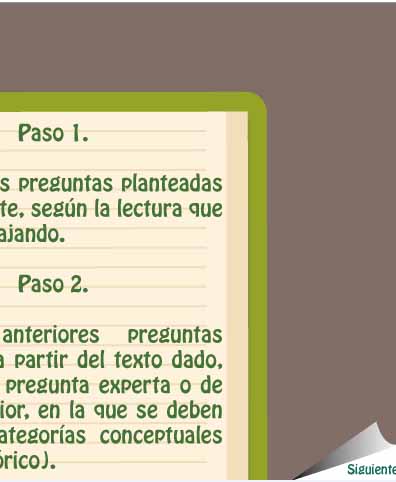 Paso 1.
s preguntas planteadas
te, según la lectura que
ajando.
Paso 2.
anteriores preguntas
a partir del texto dado,
pregunta experta o de
ior, en la que se deben
ategorías conceptuales
órico).
Siguiente